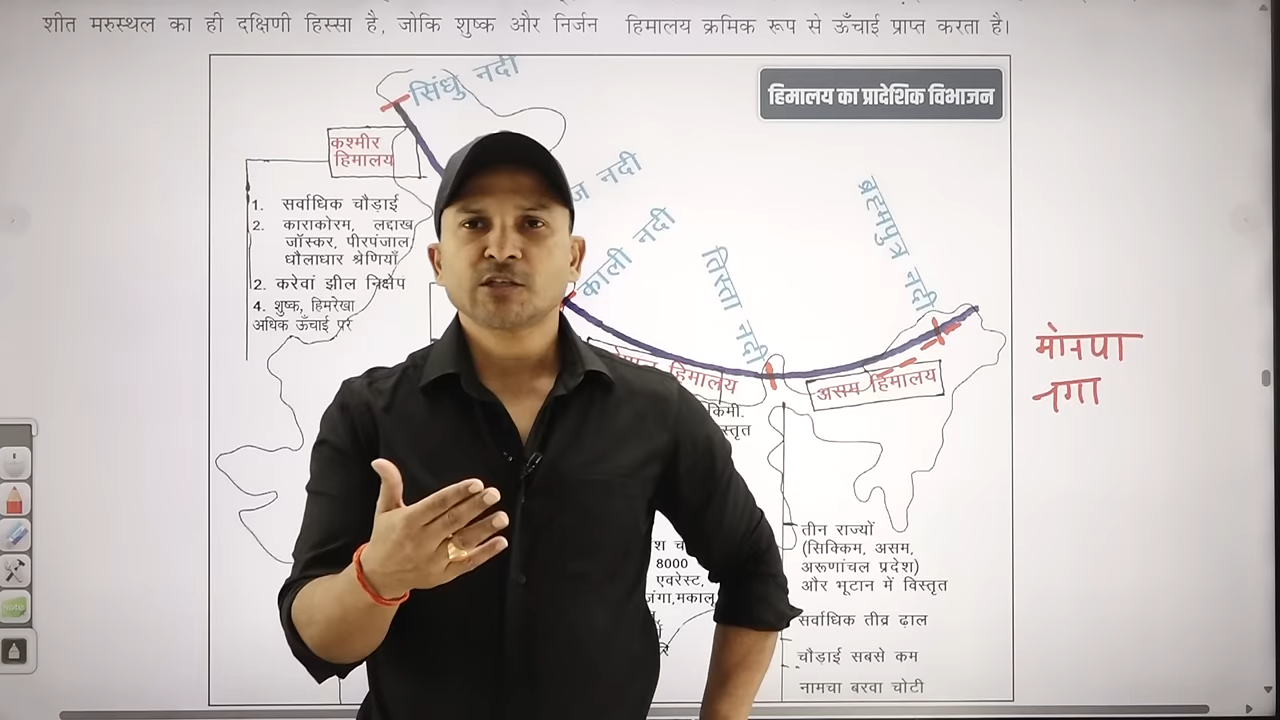 शीत मरुस्थल का ही दक्षिणी हिस्सा है, जोकि शुष्क और निर्जन हिमालय क्रमिक रूप से ऊँचाई प्राप्त करता है।
हिमालय का प्रादेशिक विभाजन
सिंधु नदी
कश्मीर
हिमालय
1. सर्वाधिक चौड़ाई
2. काराकोरम, लद्दाख
जॉस्कर, पीरपंजाल
धौलाधार श्रेणियाँ
2. करेवां झील निक्षेप
4. शुष्क, हिमरेखा
अधिक ऊँचाई पर
नदी
काली नदी
तिस्ता नदी
ब्रह्मपुत्र नदी
हिमालय
असम हिमालय
मोनपा
नगा
किमी.
8000
एवरेस्ट,
तीन राज्यों
(सिक्किम, असम,
अरूणांचल प्रदेश)
और भूटान में विस्तृत
सर्वाधिक तीव्र ढ़ाल
चौड़ाई सबसे कम
नामचा बरवा चोटी